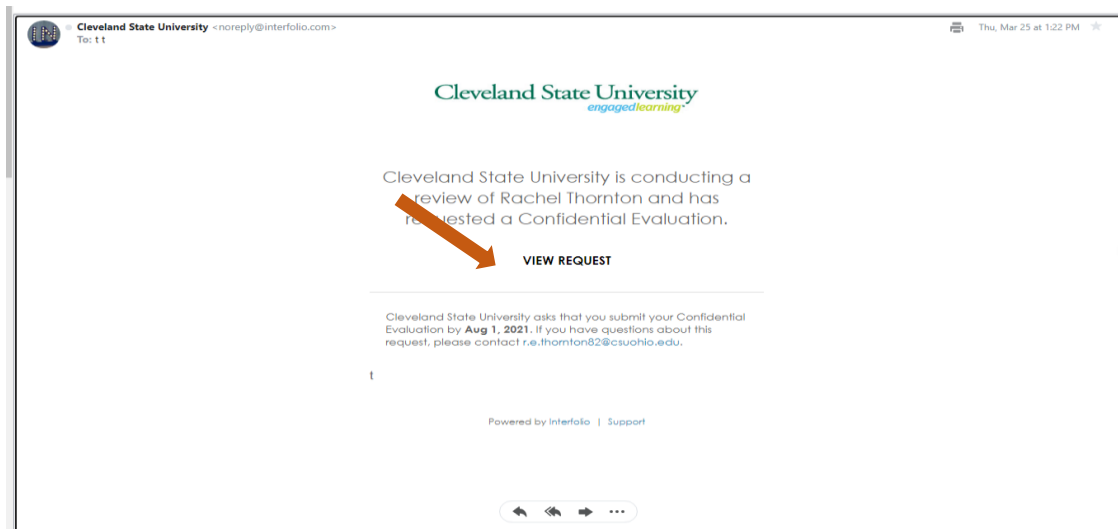 Cleveland State University <noreply@interfolio.com>
Thu, Mar 25 at 1:22 PM
To: t t
Cleveland State University
engagedlearning
Cleveland State University is conducting a
review of Rachel Thornton and has
requested a Confidential Evaluation.
VIEW REQUEST
Cleveland State University asks that you submit your Confidential
Evaluation by Aug 1, 2021. If you have questions about this
request, please contact r.e.thornton82@csuohio.edu.
t
Powered by Interfolio | Support